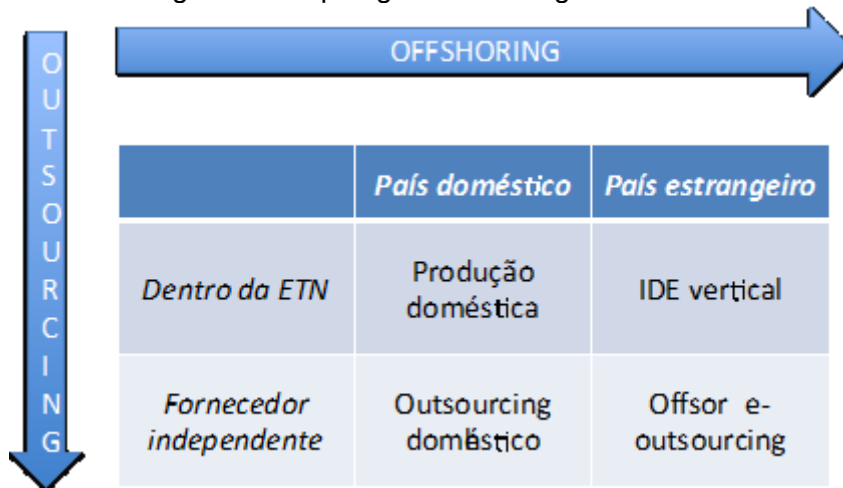 OFFSHORING
OUTSOURCING
País doméstico País estrangeiro
Dentro da ETN
Produção
doméstica
IDE vertical
Fornecedor
independente
Outsourcing
doméstico
Offsor e-
outsourcing